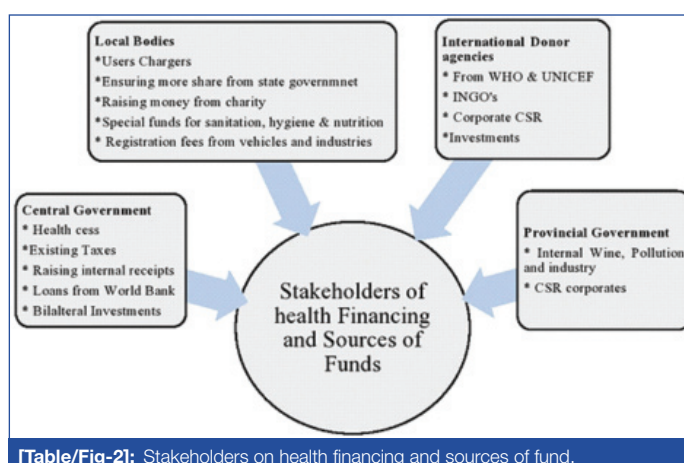 Local Bodies
*Users Chargers
*Ensuring more share from state governmnet
*Raising money from charity
*Special funds for sanitation, hygiene & nutrition
* Registration fees from vehicles and industries
International Donor
agencies
* From WHO & UNICEF
* INGO's
* Corporate CSR
*Investments
Central Government
* Health cess
*Existing Taxes
* Raising internal receipts
* Loans from World Bank
* Bilalteral Investments
Provincial Government
* Internal Wine, Pollution
and industry
* CSR corporates
Stakeholders of
health Financing
and Sources of
Funds
[Table/Fig-2]: Stakeholders on health financing and sources of fund.